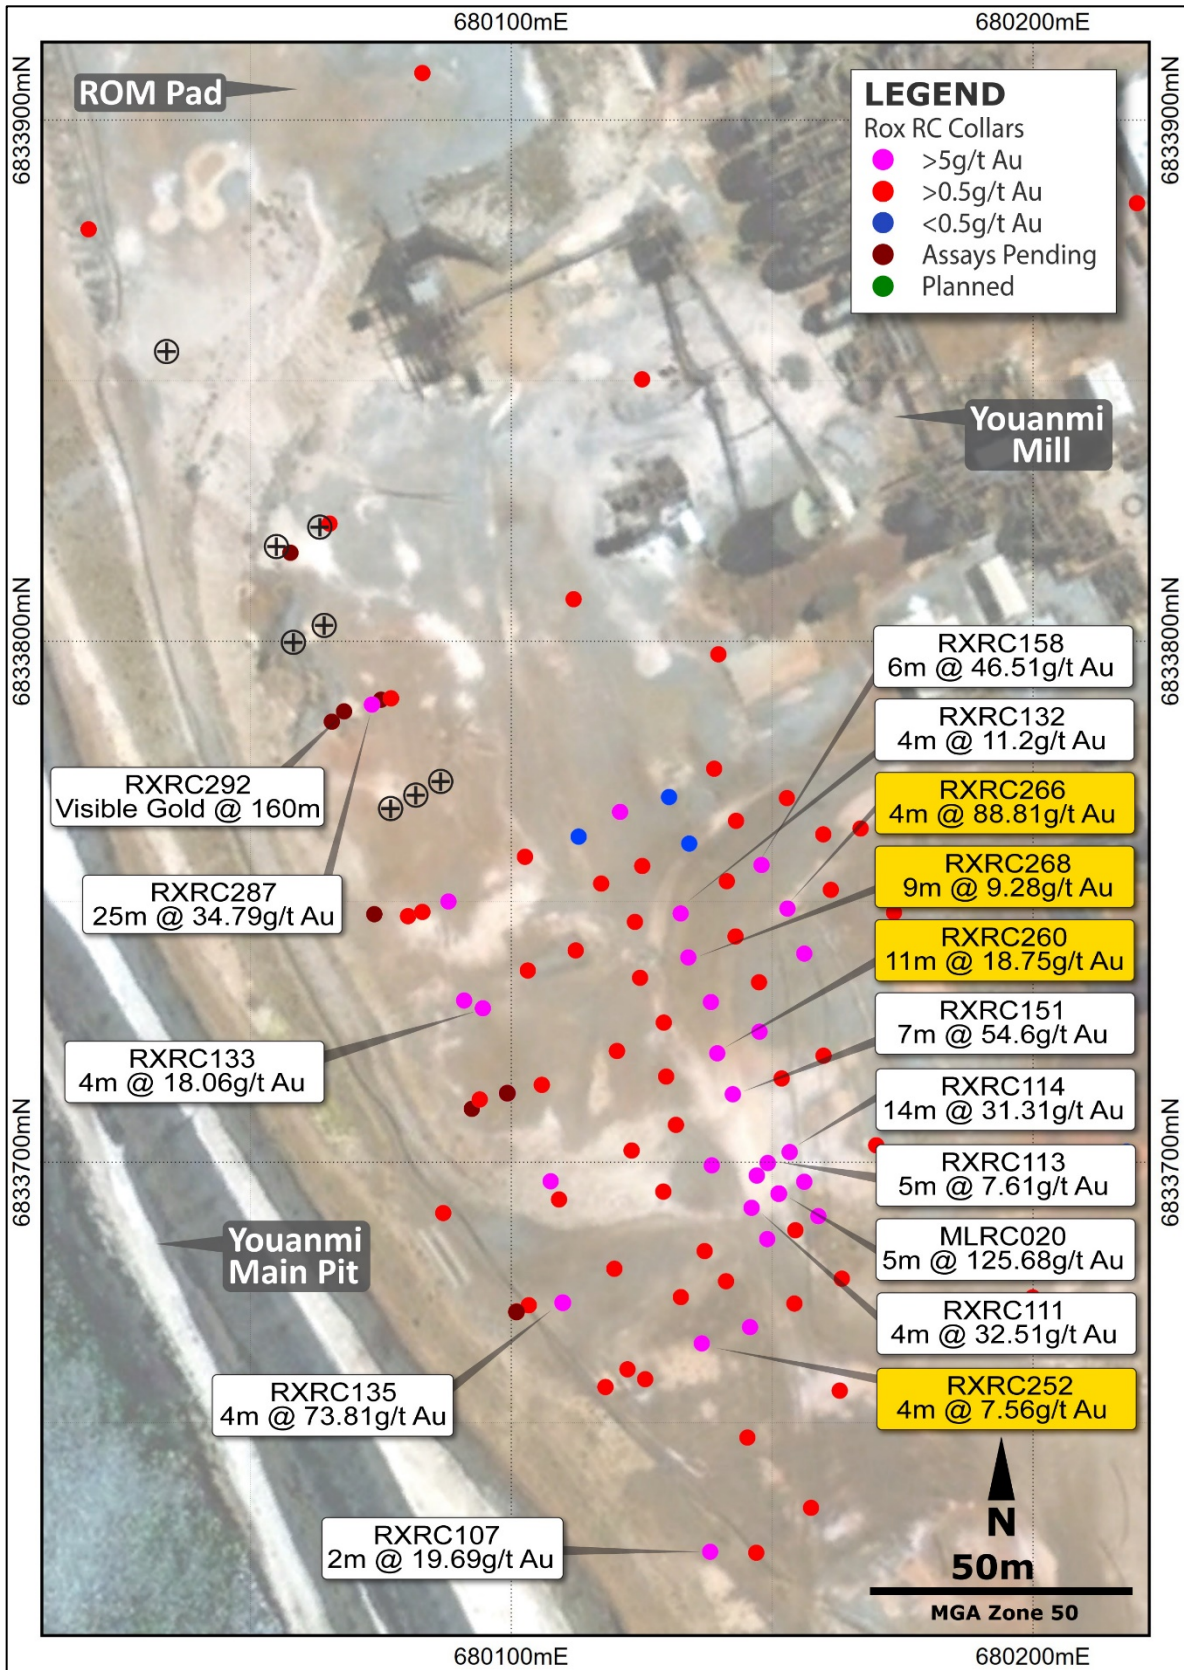 680100mE
680200mE
6833900mN
6833900mN
ROM Pad
LEGEND
Rox RC Collars
>5g/t Au
>0.5g/t Au
<0.5g/t Au
Assays Pending
Planned
Youanmi
Mill
6833800mN
6833800mN
RXRC158
6m @ 46.51g/t Au
RXRC132
4m @ 11.2g/t Au
RXRC292
Visible Gold @ 160m
RXRC266
4m @ 88.81g/t Au
RXRC268
9m @ 9.28g/t Au
RXRC287
25m @ 34.79g/t Au
RXRC260
11m @ 18.75g/t Au
RXRC151
7m @ 54.6g/t Au
RXRC133
4m @ 18.06g/t Au
RXRC114
14m @ 31.31g/t Au
6833700mN
6833700mN
RXRC113
5m @ 7.61g/t Au
Youanmi
Main Pit
MLRC020
5m @ 125.68g/t Au
RXRC111
4m @ 32.51g/t Au
RXRC135
4m @ 73.81g/t Au
RXRC252
4m @ 7.56g/t Au
RXRC107
2m @ 19.69g/t Au
N
50m
MGA Zone 50
680100mE
680200mE